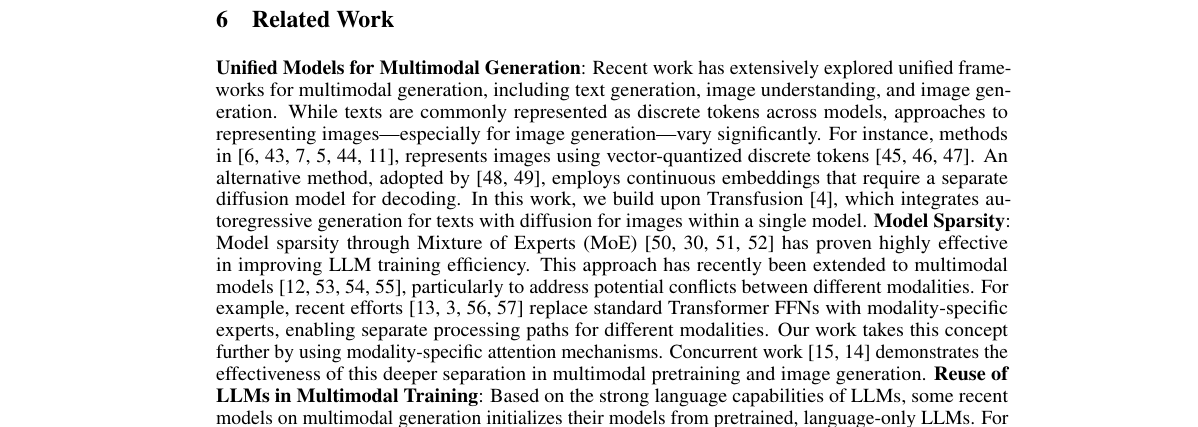 6 Related Work
Unified Models for Multimodal Generation: Recent work has extensively explored unified frame-
works for multimodal generation, including text generation, image understanding, and image gen-
eration. While texts are commonly represented as discrete tokens across models, approaches to
representing images—especially for image generation—vary significantly. For instance, methods
in [6, 43, 7, 5, 44, 11], represents images using vector-quantized discrete tokens [45, 46, 47]. An
alternative method, adopted by [48, 49], employs continuous embeddings that require a separate
diffusion model for decoding. In this work, we build upon Transfusion [4], which integrates au-
toregressive generation for texts with diffusion for images within a single model. Model Sparsity:
Model sparsity through Mixture of Experts (MoE) [50, 30, 51, 52] has proven highly effective
in improving LLM training efficiency. This approach has recently been extended to multimodal
models [12, 53, 54, 55], particularly to address potential conflicts between different modalities. For
example, recent efforts [13, 3, 56, 57] replace standard Transformer FFNs with modality-specific
experts, enabling separate processing paths for different modalities. Our work takes this concept
further by using modality-specific attention mechanisms. Concurrent work [15, 14] demonstrates the
effectiveness of this deeper separation in multimodal pretraining and image generation. Reuse of
LLMs in Multimodal Training: Based on the strong language capabilities of LLMs, some recent
models on multimodal generation initializes their models from pretrained, language-only LLMs. For